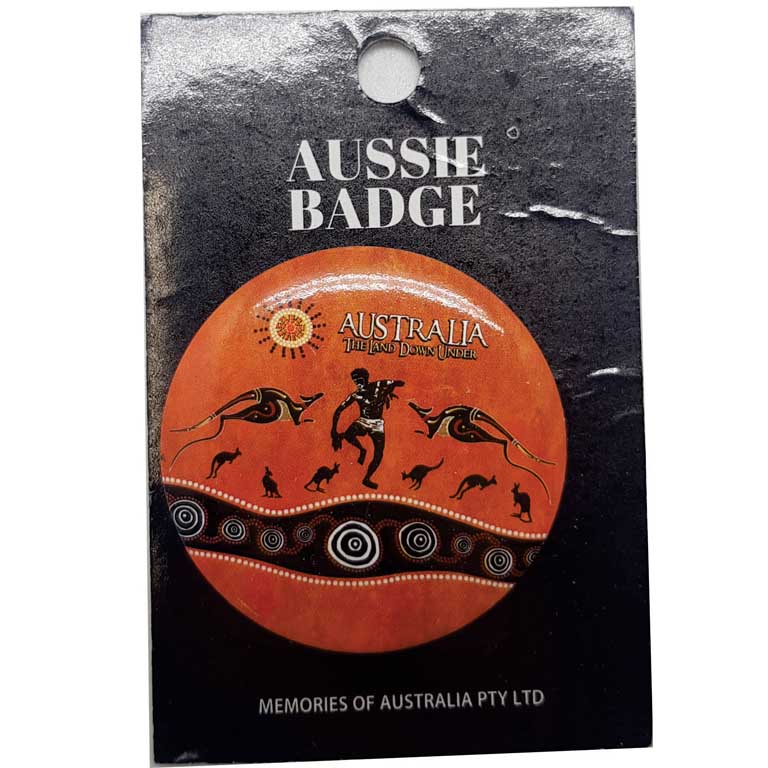 AUSSIE
BADGE
AUSTRALIA
THE LAND DOWN UNDER
MEMORIES OF AUSTRALIA PTY LTD